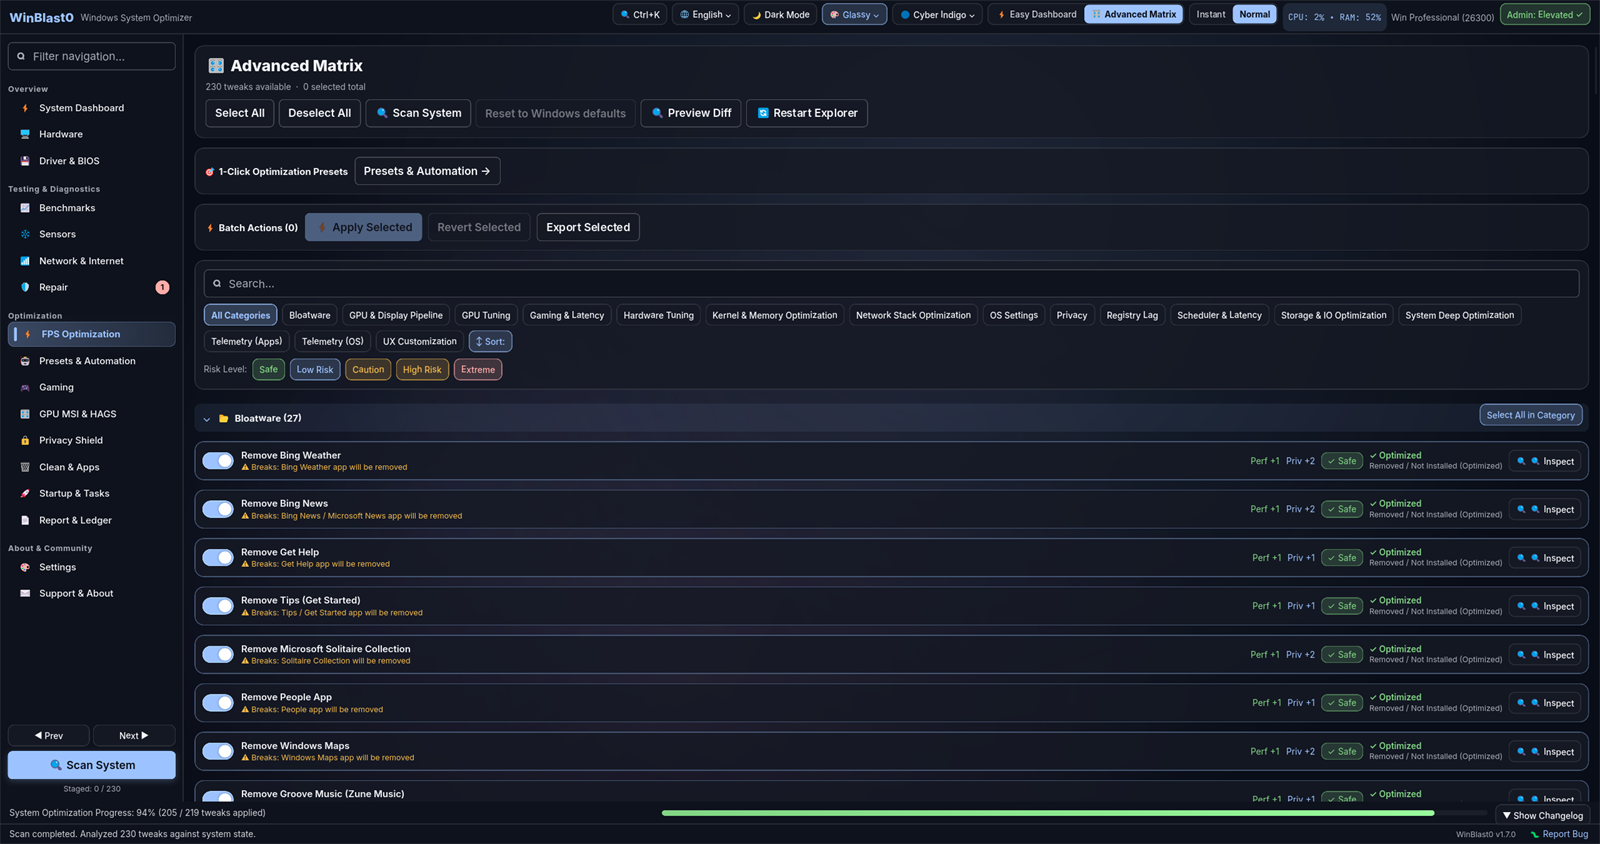 WinBlast0 Windows System Optimizer
Ctrl+K
English
Dark Mode
Glassy
Cyber Indigo
Easy Dashboard
Advanced Matrix
Instant
Normal
CPU: 2% • RAM: 52%
Win Professional (26300)
Admin: Elevated ✓
Filter navigation...
Overview
System Dashboard
Hardware
Driver & BIOS
Testing & Diagnostics
Benchmarks
Sensors
Network & Internet
Repair 1
Optimization
FPS Optimization
Presets & Automation
Gaming
GPU MSI & HAGS
Privacy Shield
Clean & Apps
Startup & Tasks
Report & Ledger
About & Community
Settings
Support & About
◀ Prev
Next ▶
Scan System
Staged: 0 / 230
Advanced Matrix
230 tweaks available · 0 selected total
Select All
Deselect All
Scan System
Reset to Windows defaults
Preview Diff
Restart Explorer
1-Click Optimization Presets
Presets & Automation →
Batch Actions (0)
Apply Selected
Revert Selected
Export Selected
Search...
All Categories
Bloatware
GPU & Display Pipeline
GPU Tuning
Gaming & Latency
Hardware Tuning
Kernel & Memory Optimization
Network Stack Optimization
OS Settings
Privacy
Registry Lag
Scheduler & Latency
Storage & IO Optimization
System Deep Optimization
Telemetry (Apps)
Telemetry (OS)
UX Customization
↕ Sort:
Risk Level:
Safe
Low Risk
Caution
High Risk
Extreme
Bloatware (27)
Select All in Category
Remove Bing Weather
⚠ Breaks: Bing Weather app will be removed
Perf +1 Priv +2 ✓ Safe
✓ Optimized
Removed / Not Installed (Optimized)
Inspect
Remove Bing News
⚠ Breaks: Bing News / Microsoft News app will be removed
Perf +1 Priv +2 ✓ Safe
✓ Optimized
Removed / Not Installed (Optimized)
Inspect
Remove Get Help
⚠ Breaks: Get Help app will be removed
Perf +1 Priv +1 ✓ Safe
✓ Optimized
Removed / Not Installed (Optimized)
Inspect
Remove Tips (Get Started)
⚠ Breaks: Tips / Get Started app will be removed
Perf +1 Priv +1 ✓ Safe
✓ Optimized
Removed / Not Installed (Optimized)
Inspect
Remove Microsoft Solitaire Collection
⚠ Breaks: Solitaire Collection will be removed
Perf +1 Priv +2 ✓ Safe
✓ Optimized
Removed / Not Installed (Optimized)
Inspect
Remove People App
⚠ Breaks: People app will be removed
Perf +1 Priv +1 ✓ Safe
✓ Optimized
Removed / Not Installed (Optimized)
Inspect
Remove Windows Maps
⚠ Breaks: Windows Maps app will be removed
Perf +1 Priv +2 ✓ Safe
✓ Optimized
Removed / Not Installed (Optimized)
Inspect
Remove Groove Music (Zune Music)
Perf +1 Priv +1 ✓ Safe
✓ Optimized
Inspect
System Optimization Progress: 94% (205 / 219 tweaks applied)
▼ Show Changelog
Scan completed. Analyzed 230 tweaks against system state.
WinBlast0 v1.7.0
Report Bug